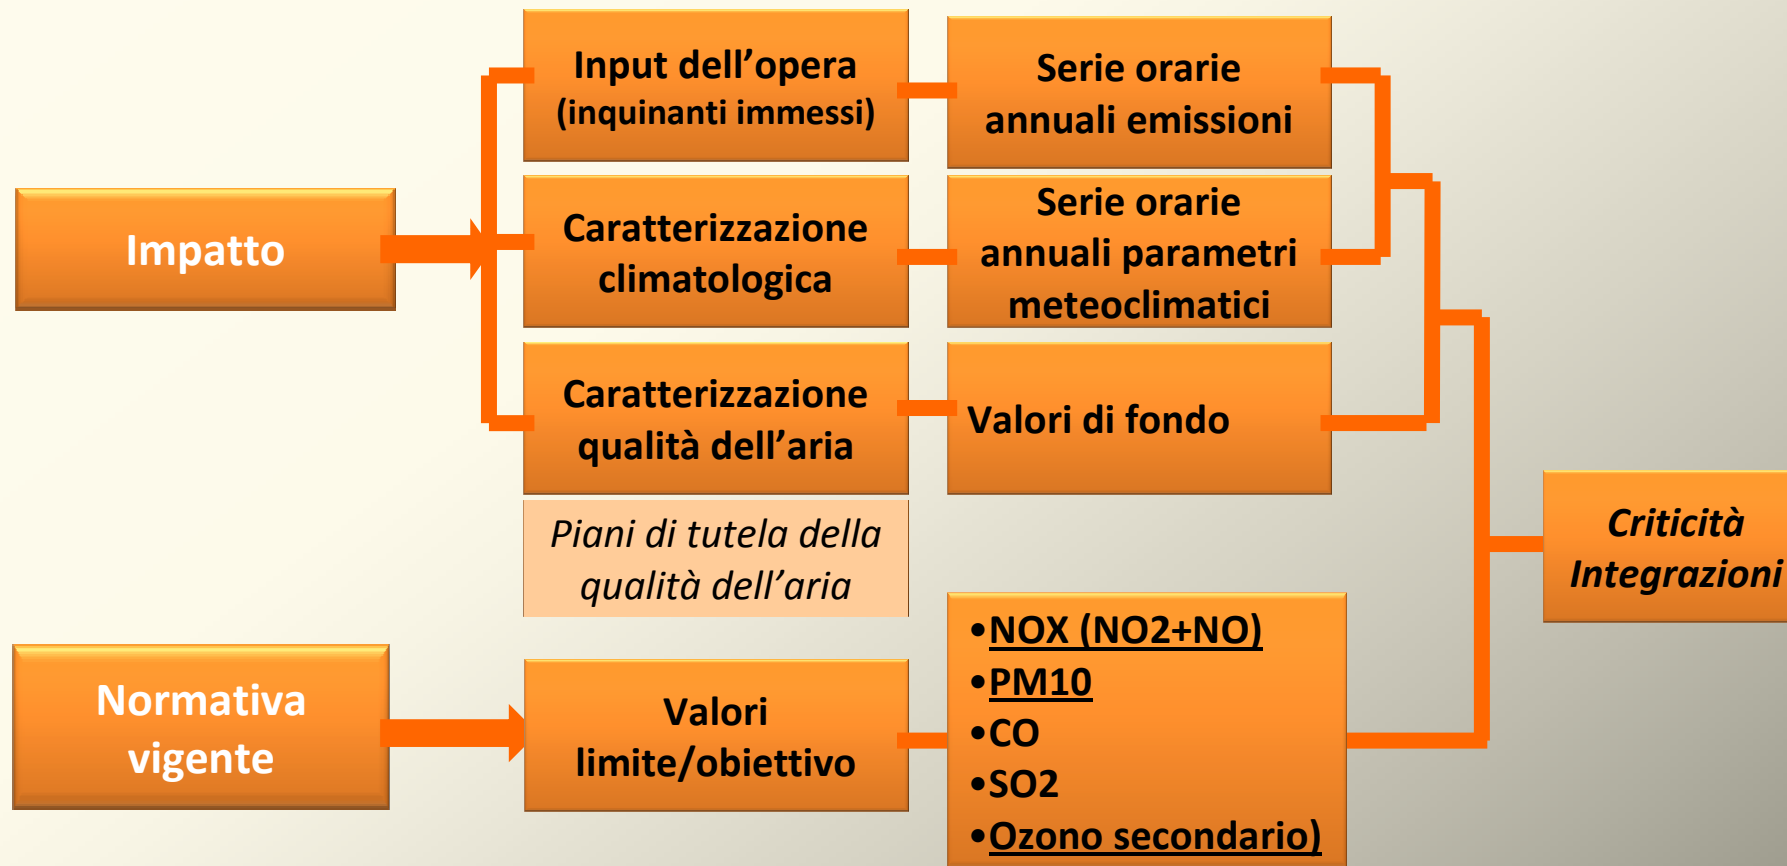 Impatto
Input dell’opera
(inquinanti immessi)
Serie orarie
annuali emissioni
Caratterizzazione
climatologica
Serie orarie
annuali parametri
meteoclimatici
Caratterizzazione
qualità dell’aria
Valori di fondo
Piani di tutela della
qualità dell’aria
Criticità
Integrazioni
Normativa
vigente
Valori
limite/obiettivo
•NOX (NO2+NO)
•PM10
•CO
•SO2
•Ozono secondario)